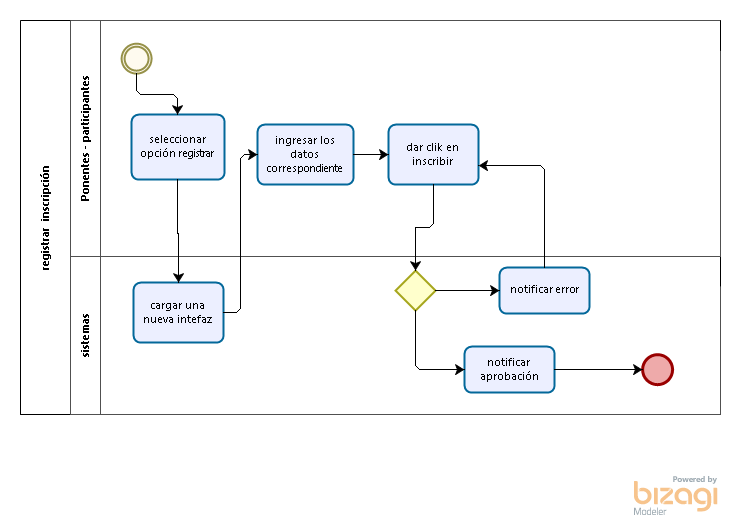 registrar inscripción
Ponentes - participantes
seleccionar
opción registrar
ingresar los
datos
correspondiente
dar clik en
inscribir
sistemas
cargar una
nueva intefaz
notificar error
notificar
aprobación
Powered by
bizagi
Modeler